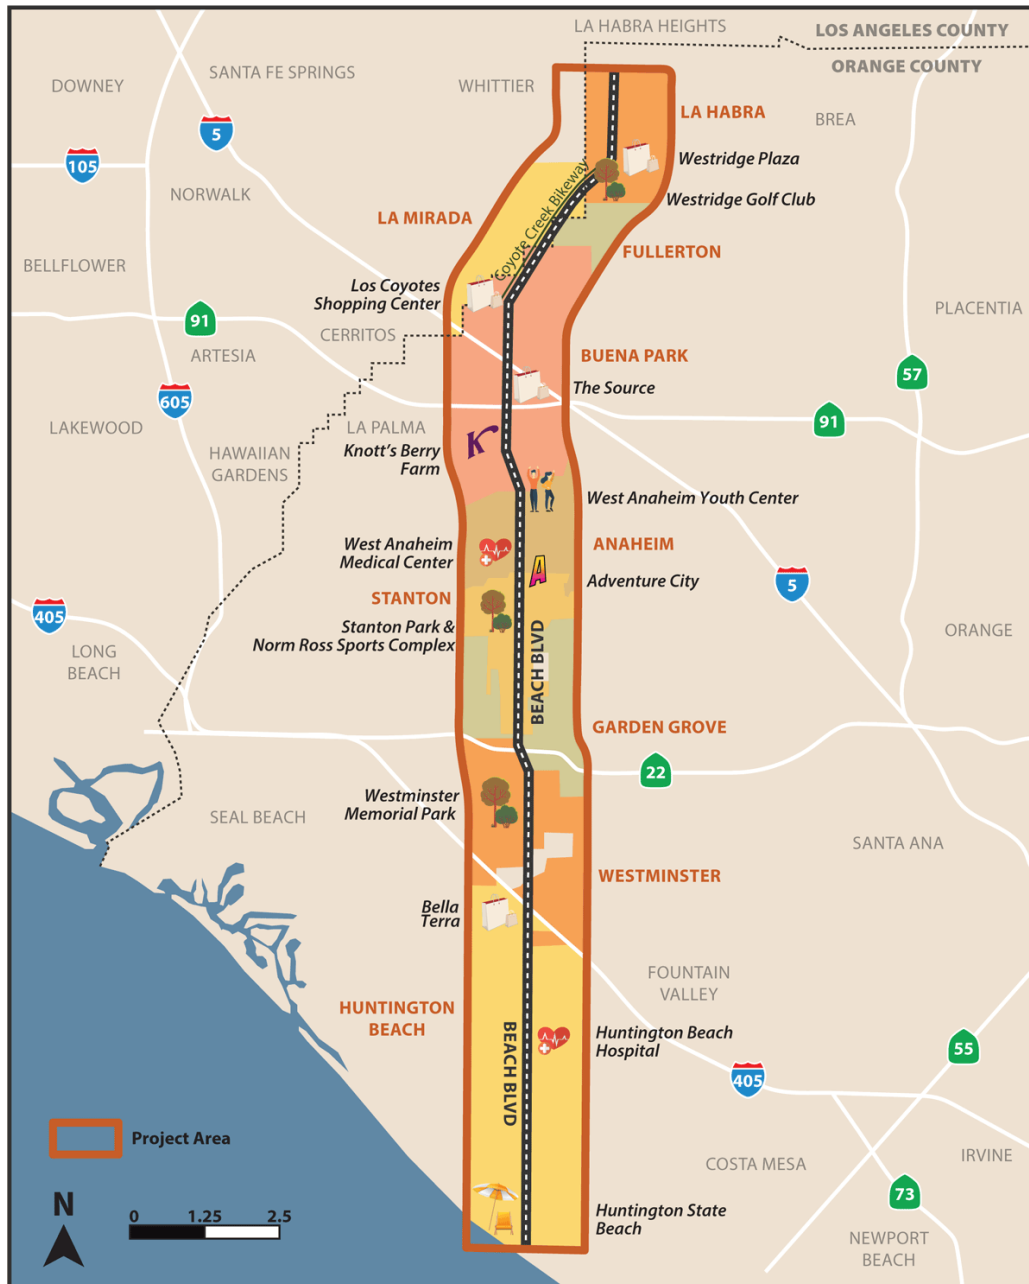 LA HABRA HEIGHTS
LOS ANGELES COUNTY
ORANGE COUNTY
SANTA FE SPRINGS
DOWNEY
WHITTIER
LA HABRA
BREA
5
105
Westridge Plaza
NORWALK
Westridge Golf Club
LA MIRADA
Coyote Creek Bikeway
FULLERTON
BELLFLOWER
Los Coyotes
Shopping Center
PLACENTIA
91
CERRITOS
ARTESIA
BUENA PARK
57
The Source
605
91
LAKEWOOD
LA PALMA
HAWAIIAN
GARDENS
Knott's Berry
Farm
K
West Anaheim Youth Center
West Anaheim
Medical Center
ANAHEIM
A
Adventure City
5
STANTON
405
Stanton Park &
Norm Ross Sports Complex
ORANGE
LONG
BEACH
BEACH BLVD
GARDEN GROVE
22
Westminster
Memorial Park
SEAL BEACH
SANTA ANA
WESTMINSTER
Bella
Terra
FOUNTAIN
VALLEY
HUNTINGTON
BEACH
BEACH BLVD
Huntington Beach
Hospital
55
405
Project Area
COSTA MESA
IRVINE
73
N
0 1.25 2.5
Huntington State
Beach
NEWPORT
BEACH